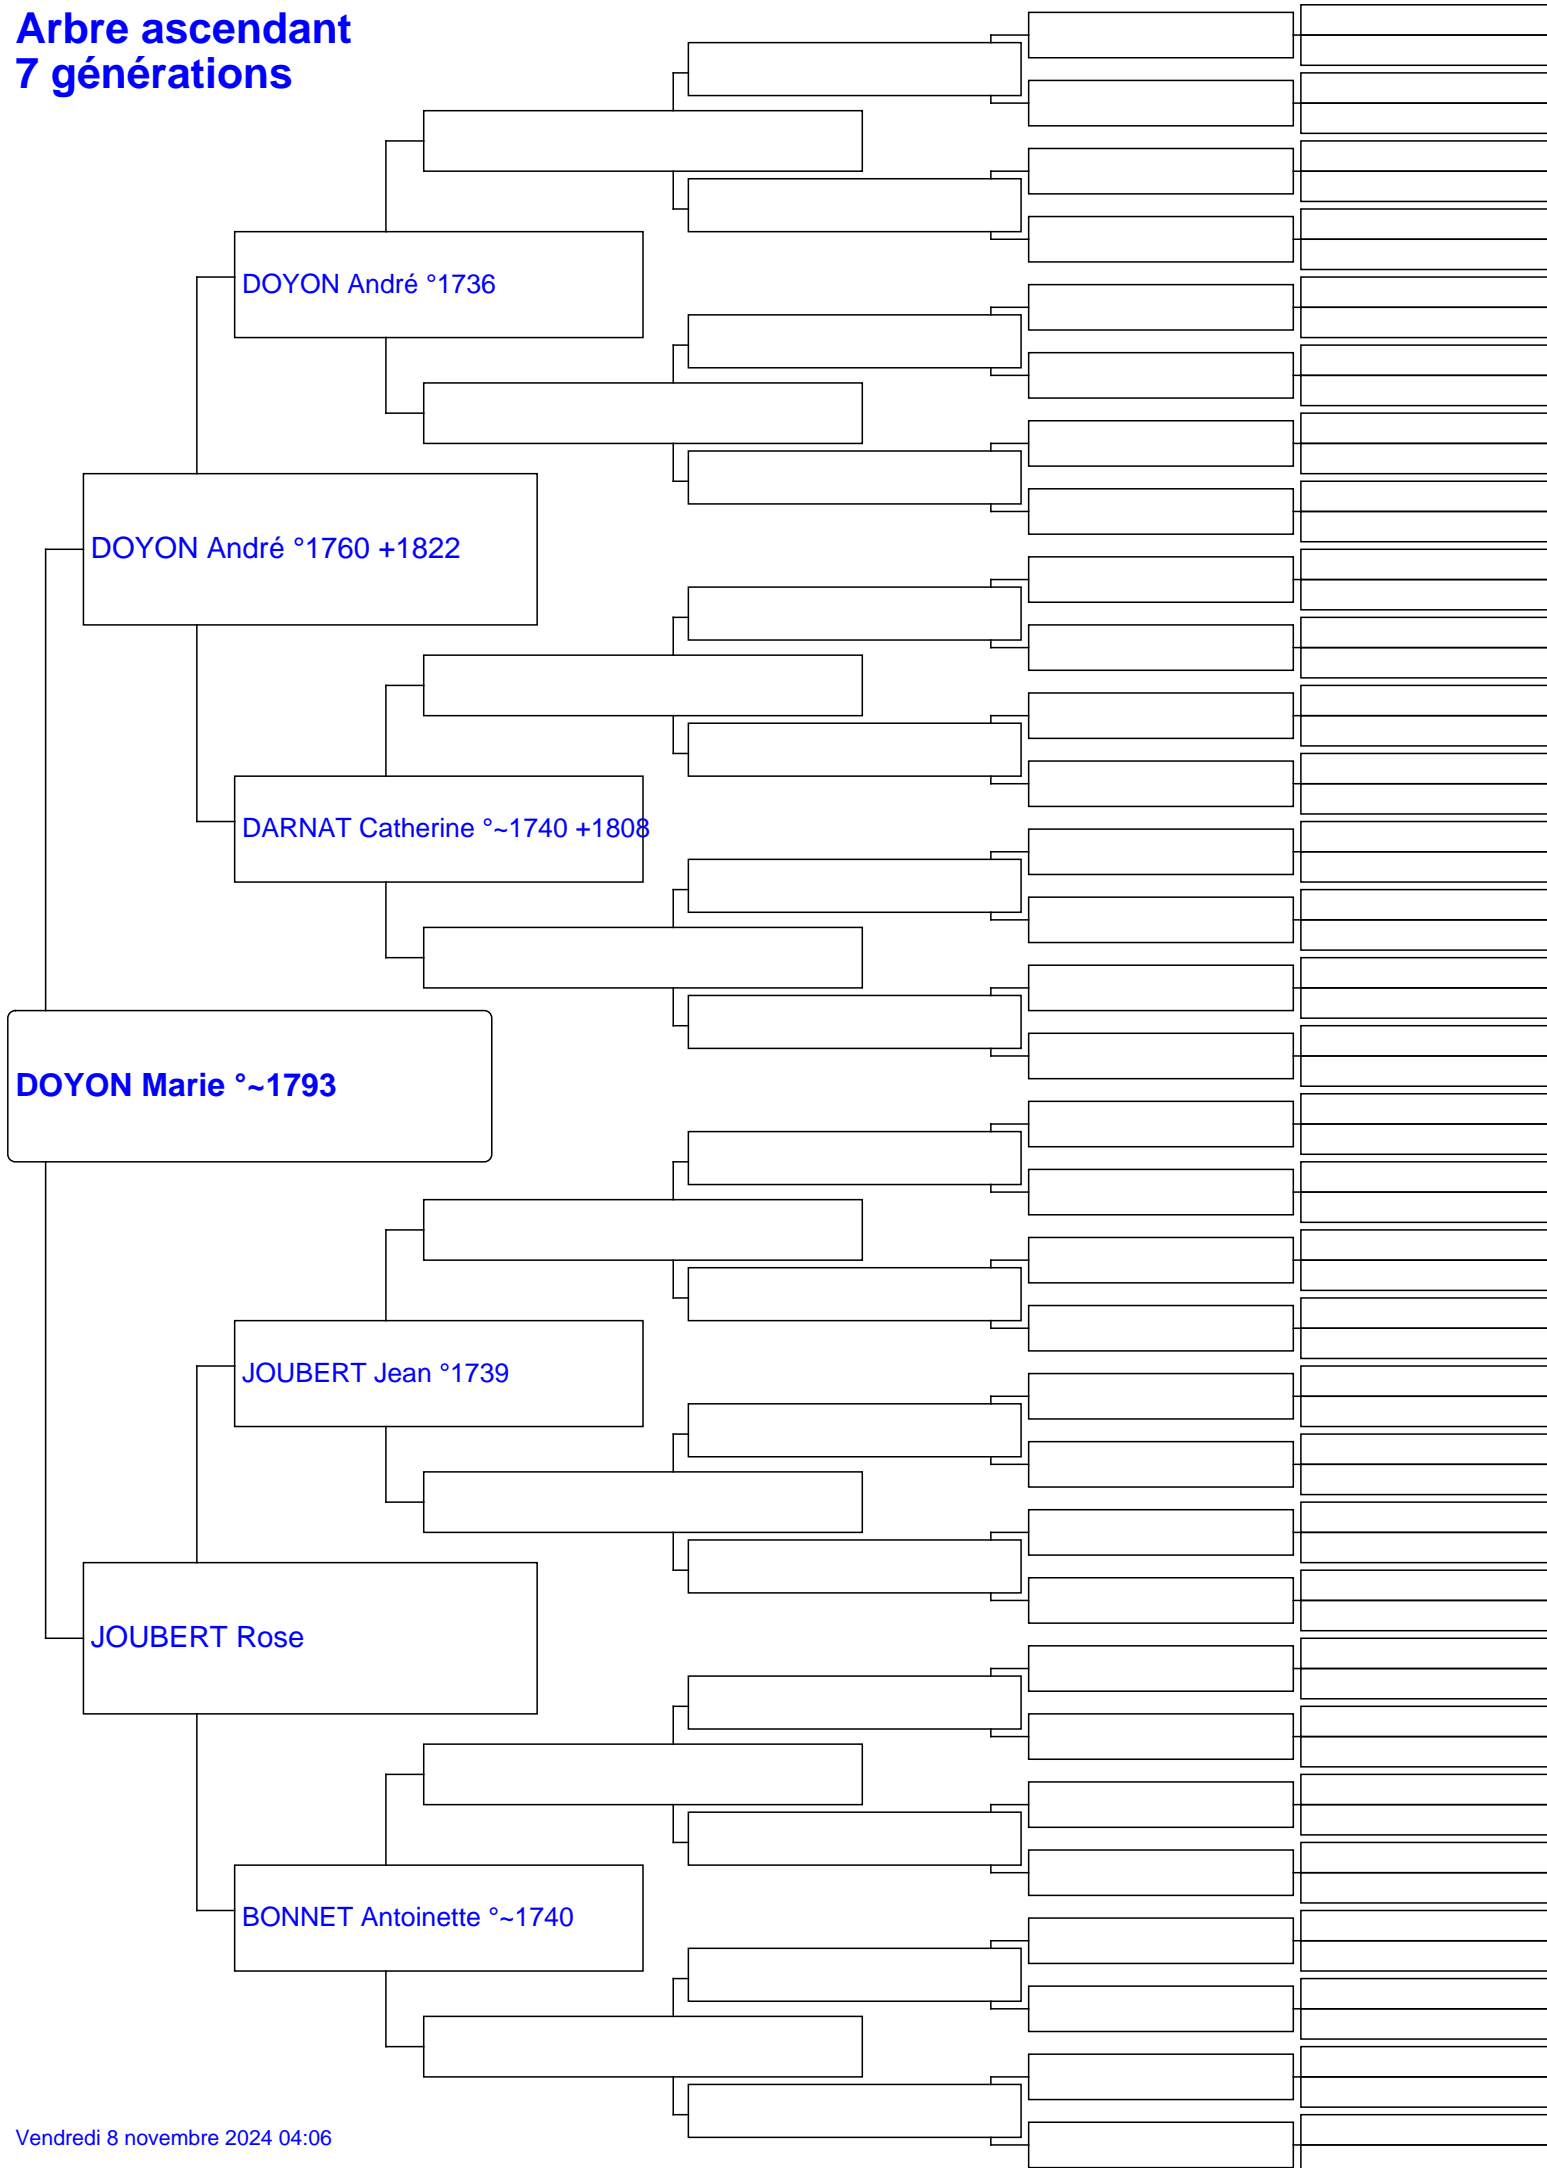 Arbre ascendant
7 générations
DOYON André °1736
DOYON André °1760 +1822
DARNAT Catherine °~1740 +1808
DOYON Marie °~1793
JOUBERT Jean °1739
JOUBERT Rose
BONNET Antoinette °~1740
Vendredi 8 novembre 2024 04:06